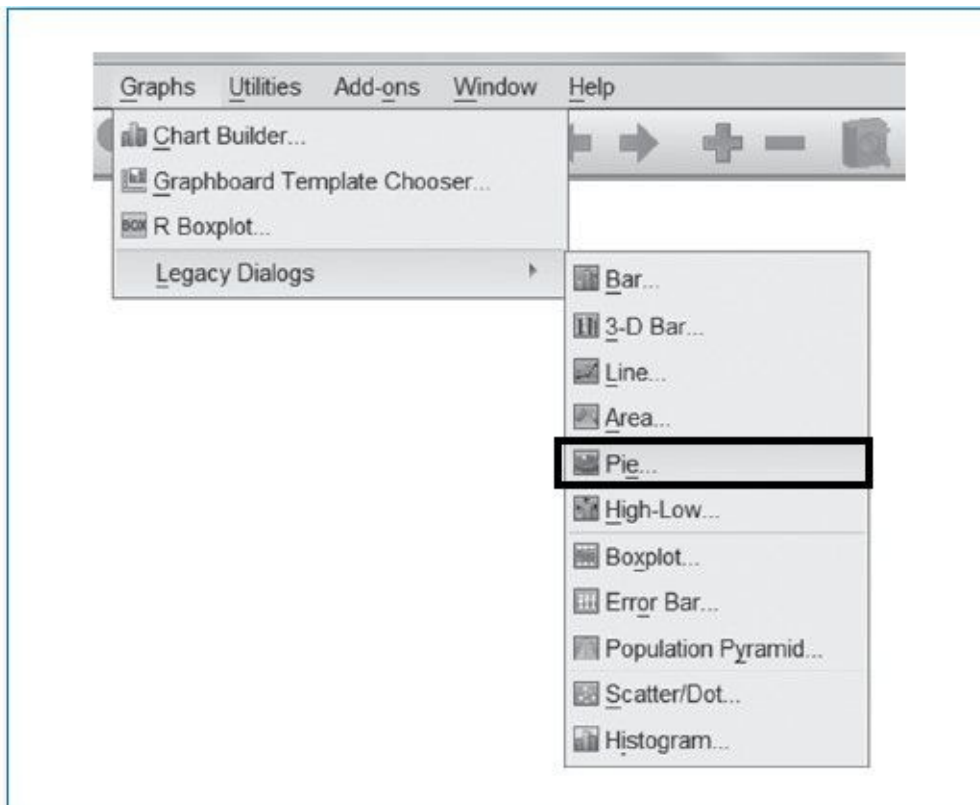 Graphs Utilities Add-ons Window Help
Chart Builder...
Graphboard Template Chooser...
BOX R Boxplot...
Legacy Dialogs
Bar...
3-D Bar...
Line...
Area...
Pie...
High-Low...
Boxplot...
Error Bar...
Population Pyramid...
Scatter/Dot...
Histogram...